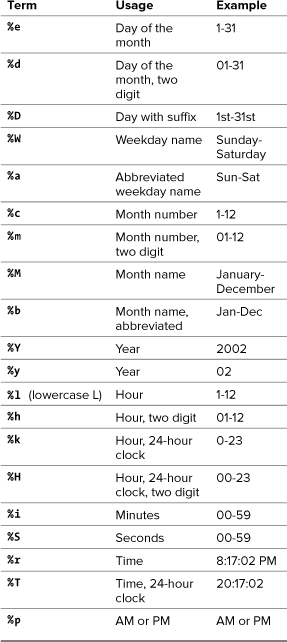 Term Usage Example
%e Day of the 1-31
month
%d Day of the 01-31
month, two
digit
%D Day with suffix 1st-31st
%W Weekday name Sunday-
Saturday
%a Abbreviated Sun-Sat
weekday name
%c Month number 1-12
%m Month number, 01-12
two digit
%M Month name January-
December
%b Month name, Jan-Dec
abbreviated
%Y Year 2002
%y Year 02
%l (lowercase L) Hour 1-12
%h Hour, two digit 01-12
%k Hour, 24-hour 0-23
clock
%H Hour, 24-hour 00-23
clock, two digit
%i Minutes 00-59
%S Seconds 00-59
%r Time 8:17:02 PM
%T Time, 24-hour 20:17:02
clock
%p AM or PM AM or PM